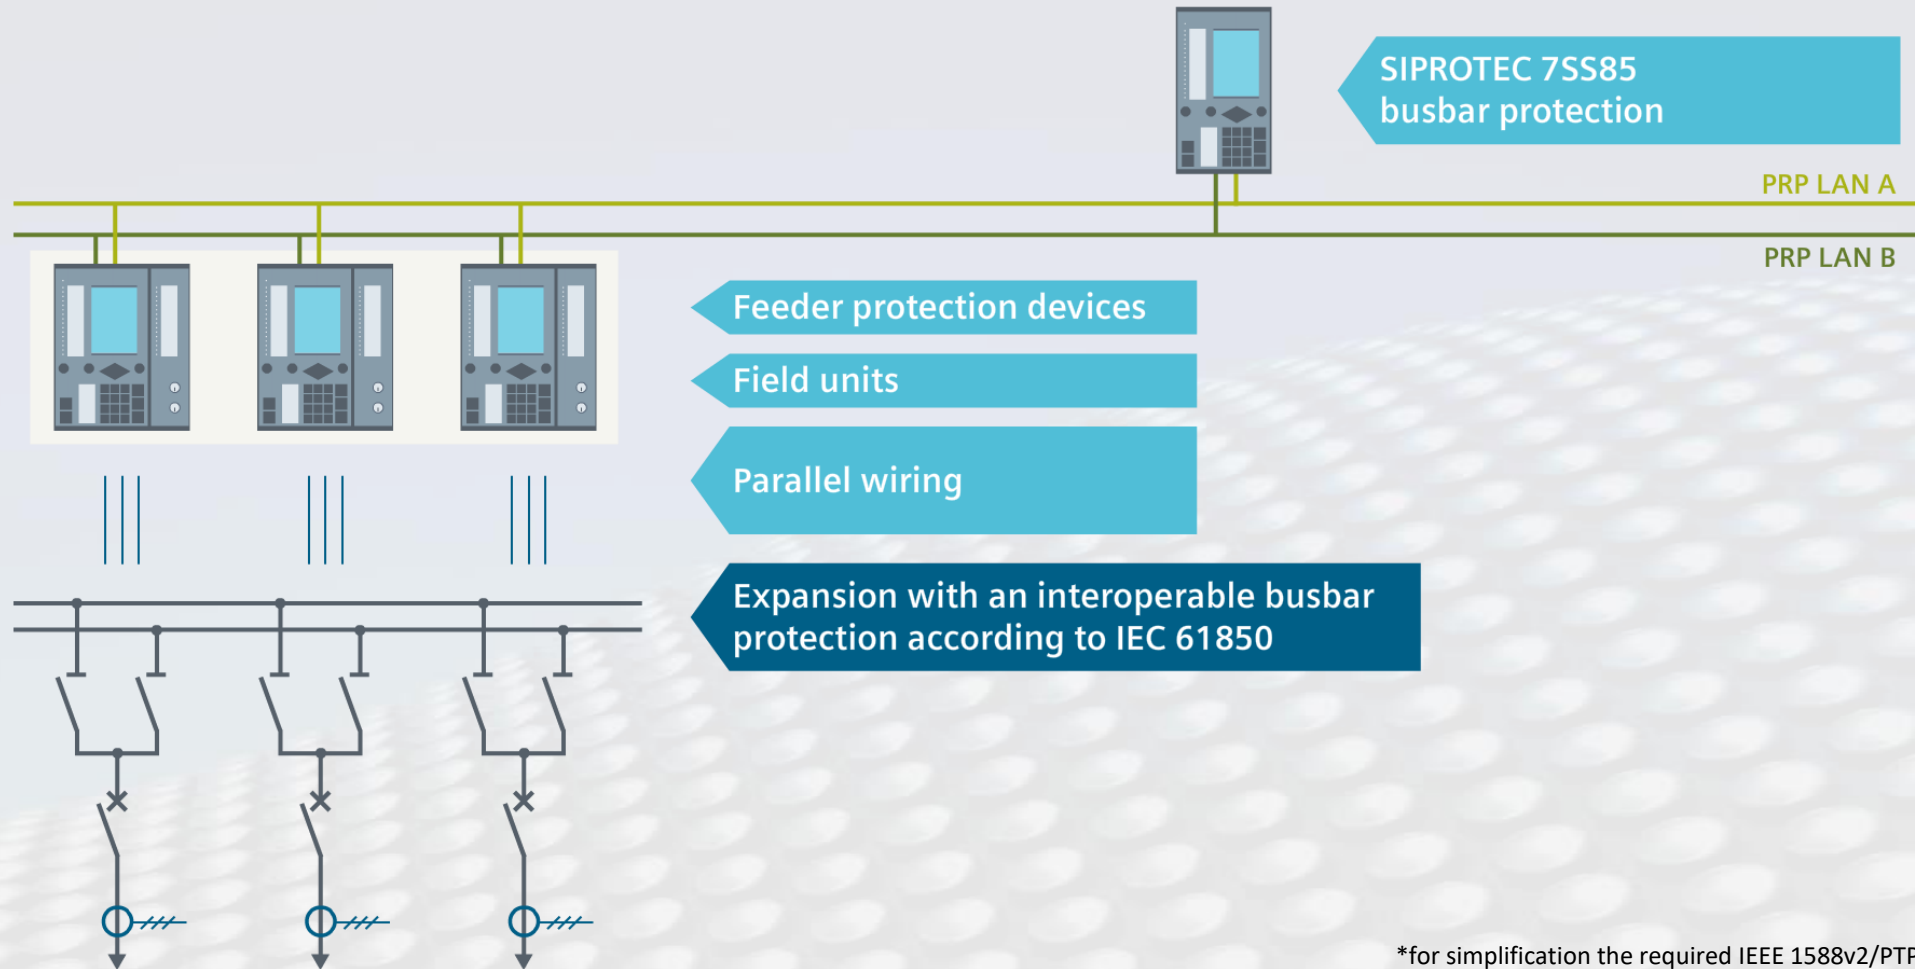 SIPROTEC 7SS85
busbar protection
PRP LAN A
PRP LAN B
Feeder protection devices
Field units
Parallel wiring
Expansion with an interoperable busbar
protection according to IEC 61850
*for simplification the required IEEE 1588v2/PTP